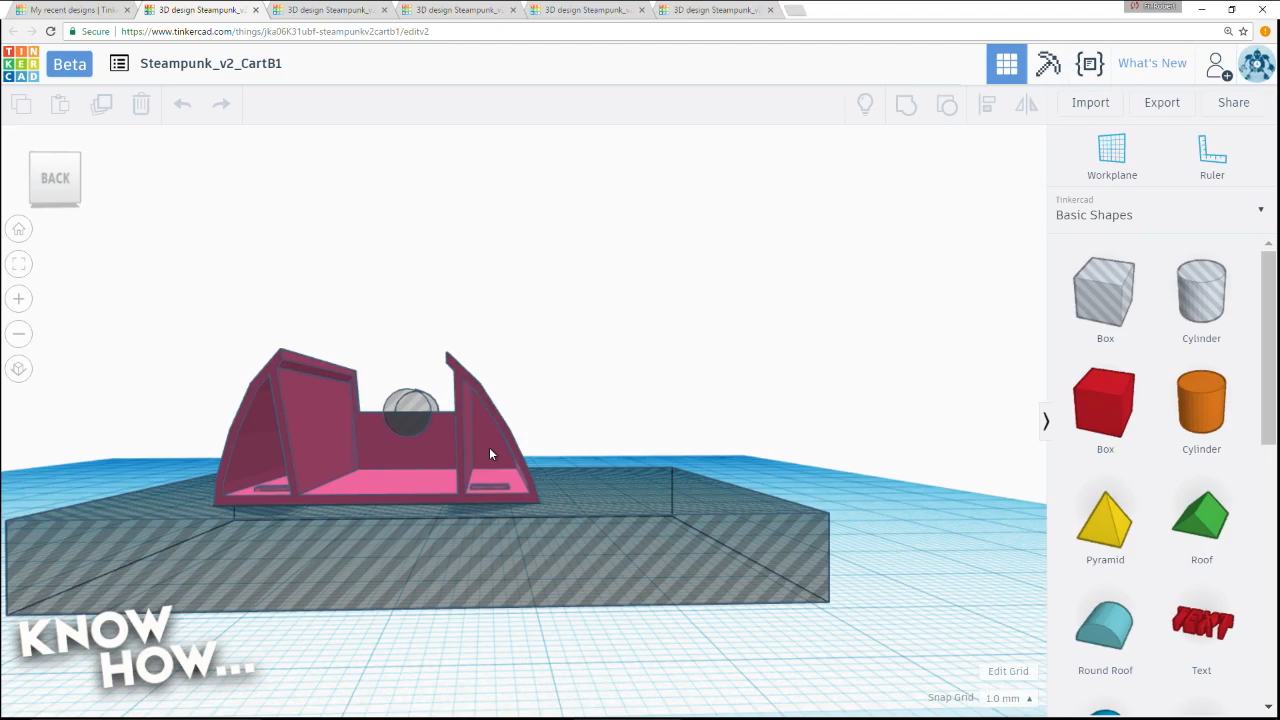 My recent designs | Tin
3D design Steampunk_v
3D design Steampunk_v
3D design Steampunk_v
3D design Steampunk_v
3D design Steampunk_v
Fr. Robert
Secure
https://www.tinkercad.com/things/jka06K31ubf-steampunkv2cartb1/editv2
TIN
KER
CAD
Beta
Steampunk_v2_CartB1
What's New
Import
Export
Share
BACK
Workplane
Ruler
Tinkercad
Basic Shapes
Box
Cylinder
Box
Cylinder
Pyramid
Roof
TEXT
Round Roof
Text
Edit Grid
Snap Grid
1.0 mm
KNOW
HOW...